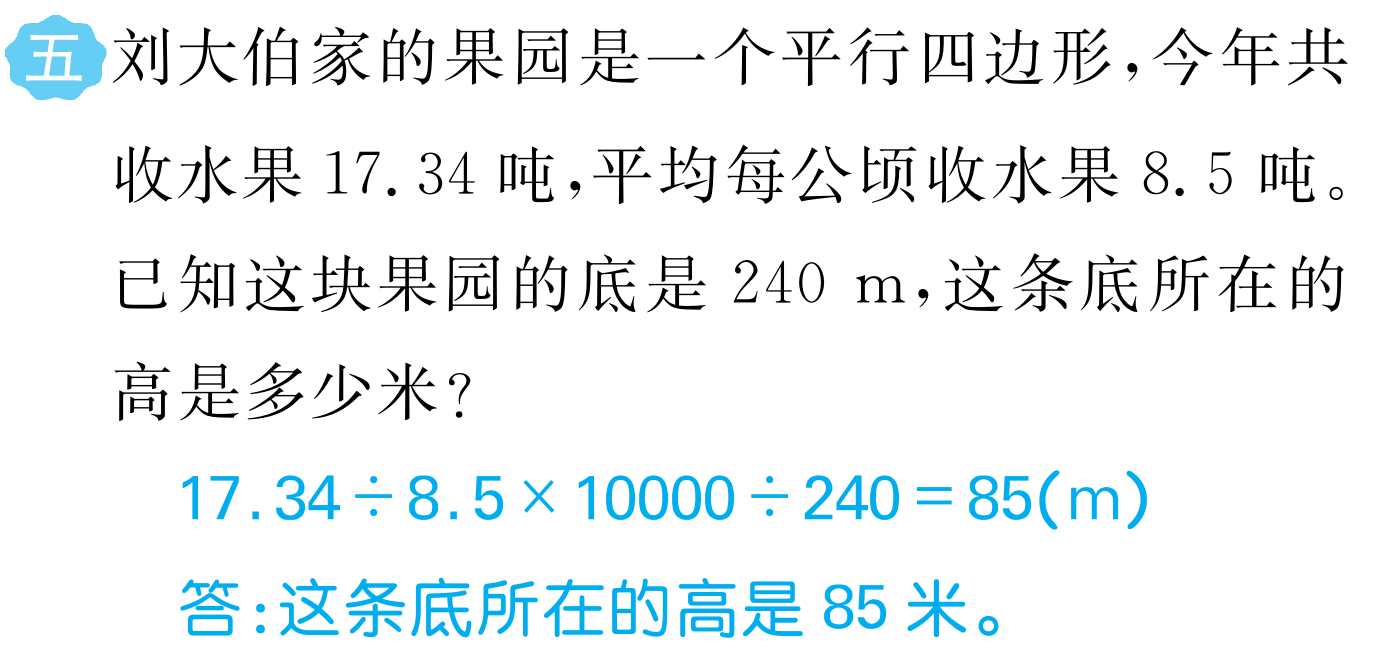 五 刘大伯家的果园是一个平行四边形,今年共
收水果 17.34 吨,平均每公顷收水果 8.5 吨。
已知这块果园的底是 240 m,这条底所在的
高是多少米?
17.34÷8.5×10000÷240=85(m)
答:这条底所在的高是 85 米。